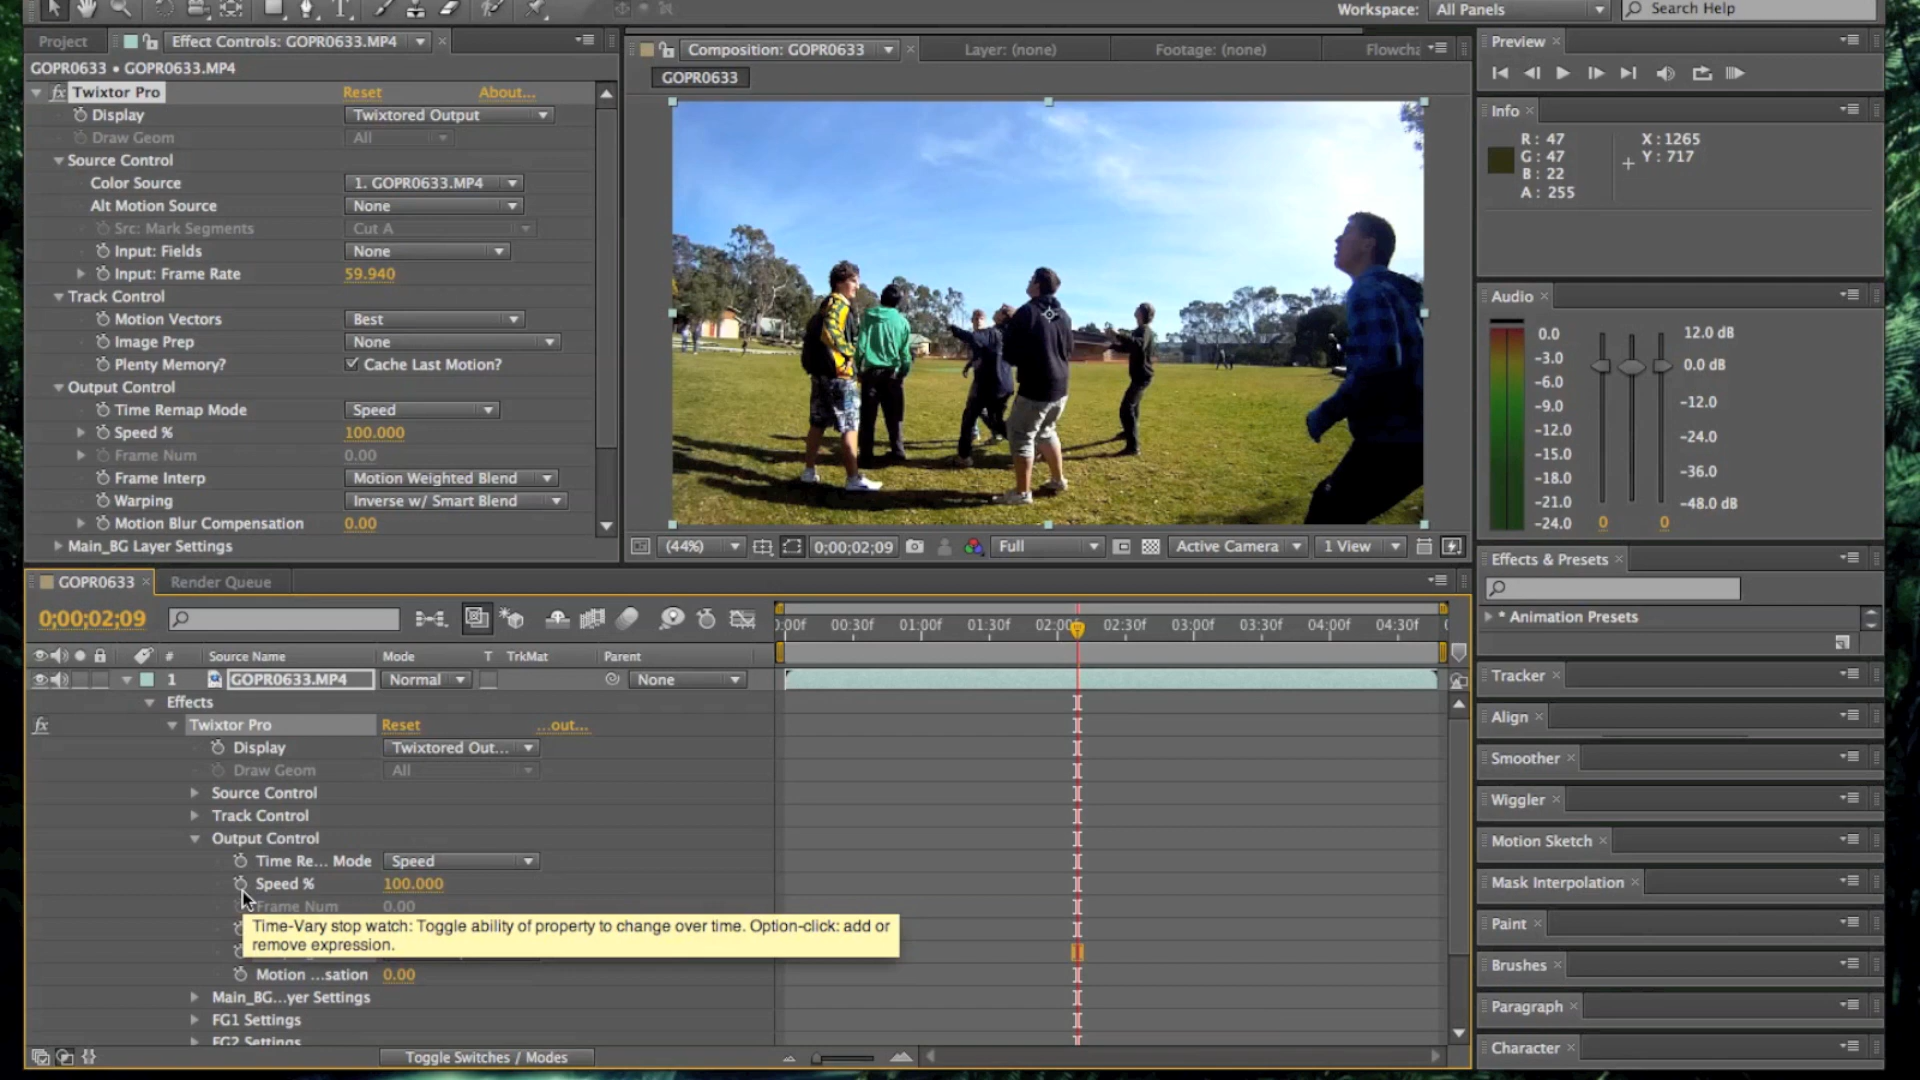 Workspace: All Panels Search Help
Project Effect Controls: GOPR0633.MP4
GOPR0633 • GOPR0633.MP4
fx Twixtor Pro Reset About...
Display Twixtored Output
Draw Geom All
Source Control
Color Source 1. GOPR0633.MP4
Alt Motion Source None
Src: Mark Segments Cut A
Input: Fields None
Input: Frame Rate 59.940
Track Control
Motion Vectors Best
Image Prep None
Plenty Memory? Cache Last Motion?
Output Control
Time Remap Mode Speed
Speed % 100.000
Frame Num 0.00
Frame Interp Motion Weighted Blend
Warping Inverse w/ Smart Blend
Motion Blur Compensation 0.00
Main_BG Layer Settings
Composition: GOPR0633 Layer: (none) Footage: (none) Flowcha
GOPR0633
(44%) 0;00;02;09 Full Active Camera 1 View
Preview
Info
R: 47 X: 1265
G: 47 Y: 717
B: 22
A: 255
Audio
0.0 12.0 dB
-3.0 0.0 dB
-6.0
-9.0 -12.0
-12.0 -24.0
-15.0
-18.0 -36.0
-21.0 -48.0 dB
-24.0 0 0
Effects & Presets
* Animation Presets
Tracker
Align
Smoother
Wiggler
Motion Sketch
Mask Interpolation
Paint
Brushes
Paragraph
Character
GOPR0633 Render Queue
0;00;02;09
:00f 00:30f 01:00f 01:30f 02:00f 02:30f 03:00f 03:30f 04:00f 04:30f
# Source Name Mode T TrkMat Parent
1 GOPR0633.MP4 Normal None
Effects
fx Twixtor Pro Reset ...out...
Display Twixtored Out...
Draw Geom All
Source Control
Track Control
Output Control
Time Re... Mode Speed
Speed % 100.000
Frame Num 0.00
Time-Vary stop watch: Toggle ability of property to change over time. Option-click: add or
remove expression.
Motion ...sation 0.00
Main_BG...yer Settings
FG1 Settings
FG2 Settings
Toggle Switches / Modes